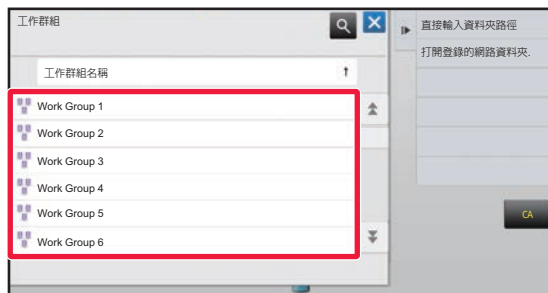 工作群組
工作群組名稱
Work Group 1
Work Group 2
Work Group 3
Work Group 4
Work Group 5
Work Group 6
直接輸入資料夾路徑
打開登錄的網路資料夾.
CA